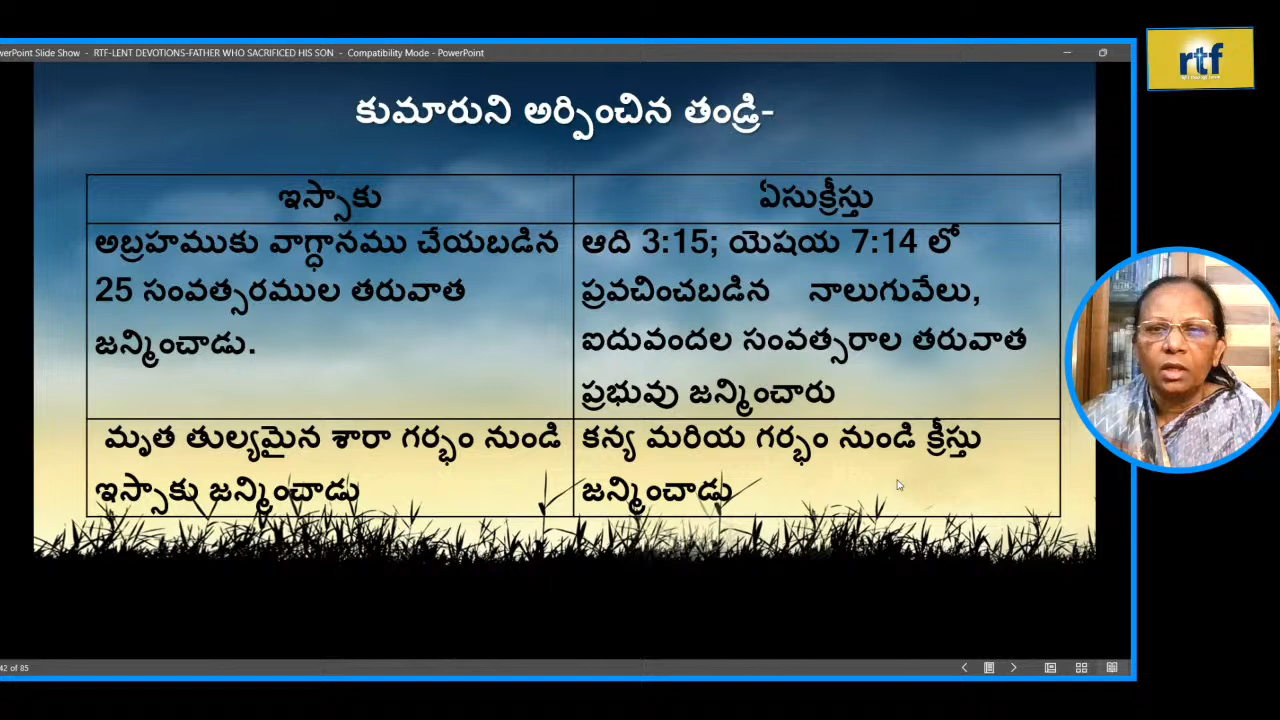 werPoint Slide Show - RTF-LENT DEVOTIONS-FATHER WHO SACRIFICED HIS SON - Compatibility Mode - PowerPoint
rtf
కుమారుని అర్పించిన తండ్రి-
ఇస్సాకు
ఏసుక్రీస్తు
అబ్రహముకు వాగ్ధానము చేయబడిన
25 సంవత్సరముల తరువాత
జన్మించాడు.
ఆది 3:15; యెషయ 7:14 లో
ప్రవచించబడిన నాలుగువేలు,
ఐదువందల సంవత్సరాల తరువాత
ప్రభువు జన్మించారు
మృత తుల్యమైన శారా గర్భం నుండి
ఇస్సాకు జన్మించాడు
కన్య మరియ గర్భం నుండి క్రీస్తు
జన్మించాడు
42 of 85